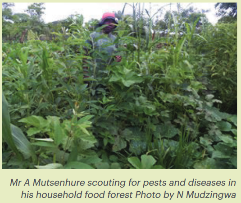 Mr A Mutsenhure scouting for pests and diseases in
his household food forest Photo by N Mudzingwa